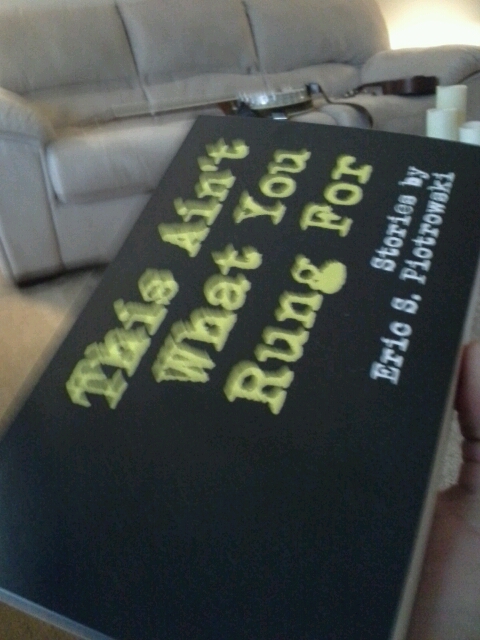 This Ain't
What You
Rung For
Stories by
Eric S. Piotrowski